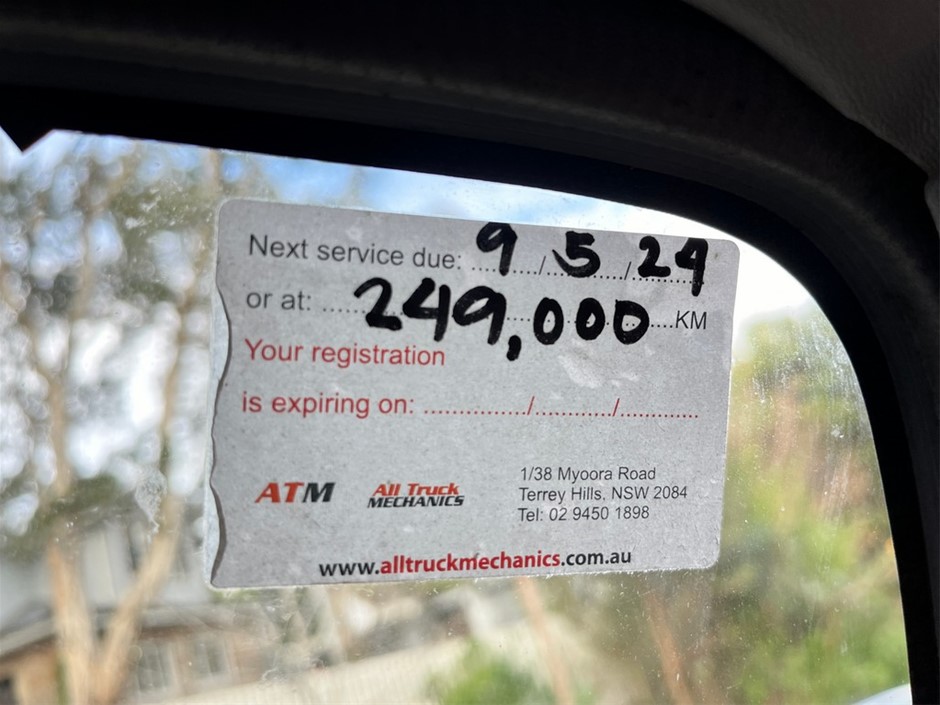 Next service due: 9 / 5 / 24
or at: 249,000 KM
Your registration
is expiring on: ............../.........../............
ATM All Truck MECHANICS
1/38 Myoora Road
Terrey Hills, NSW 2084
Tel: 02 9450 1898
www.alltruckmechanics.com.au